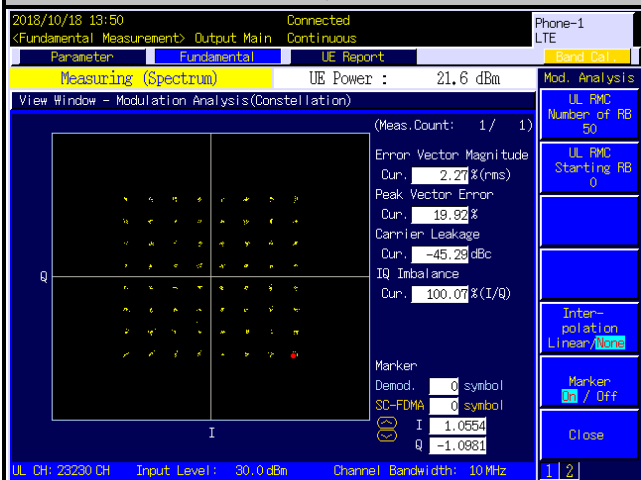 2018/10/18 13:50 Connected Phone-1
<Fundamental Measurement> Output Main Continuous LTE
Parameter Fundamental UE Report Band Cal.
Measuring (Spectrum) UE Power : 21.6 dBm Mod. Analysis
View Window - Modulation Analysis(Constellation)
(Meas.Count: 1/ 1)
Error Vector Magnitude
Cur. 2.27 %(rms)
Peak Vector Error
Cur. 19.92 %
Carrier Leakage
Cur. -45.29 dBc
IQ Imbalance
Cur. 100.07 %(I/Q)
Marker
Demod. 0 symbol
SC-FDMA 0 symbol
I 1.0554
Q -1.0981
Q
I
UL RMC
Number of RB
50
UL RMC
Starting RB
0
Inter-
polation
Linear/None
Marker
On / Off
Close
UL CH: 23230 CH Input Level: 30.0 dBm Channel Bandwidth: 10 MHz 1 2